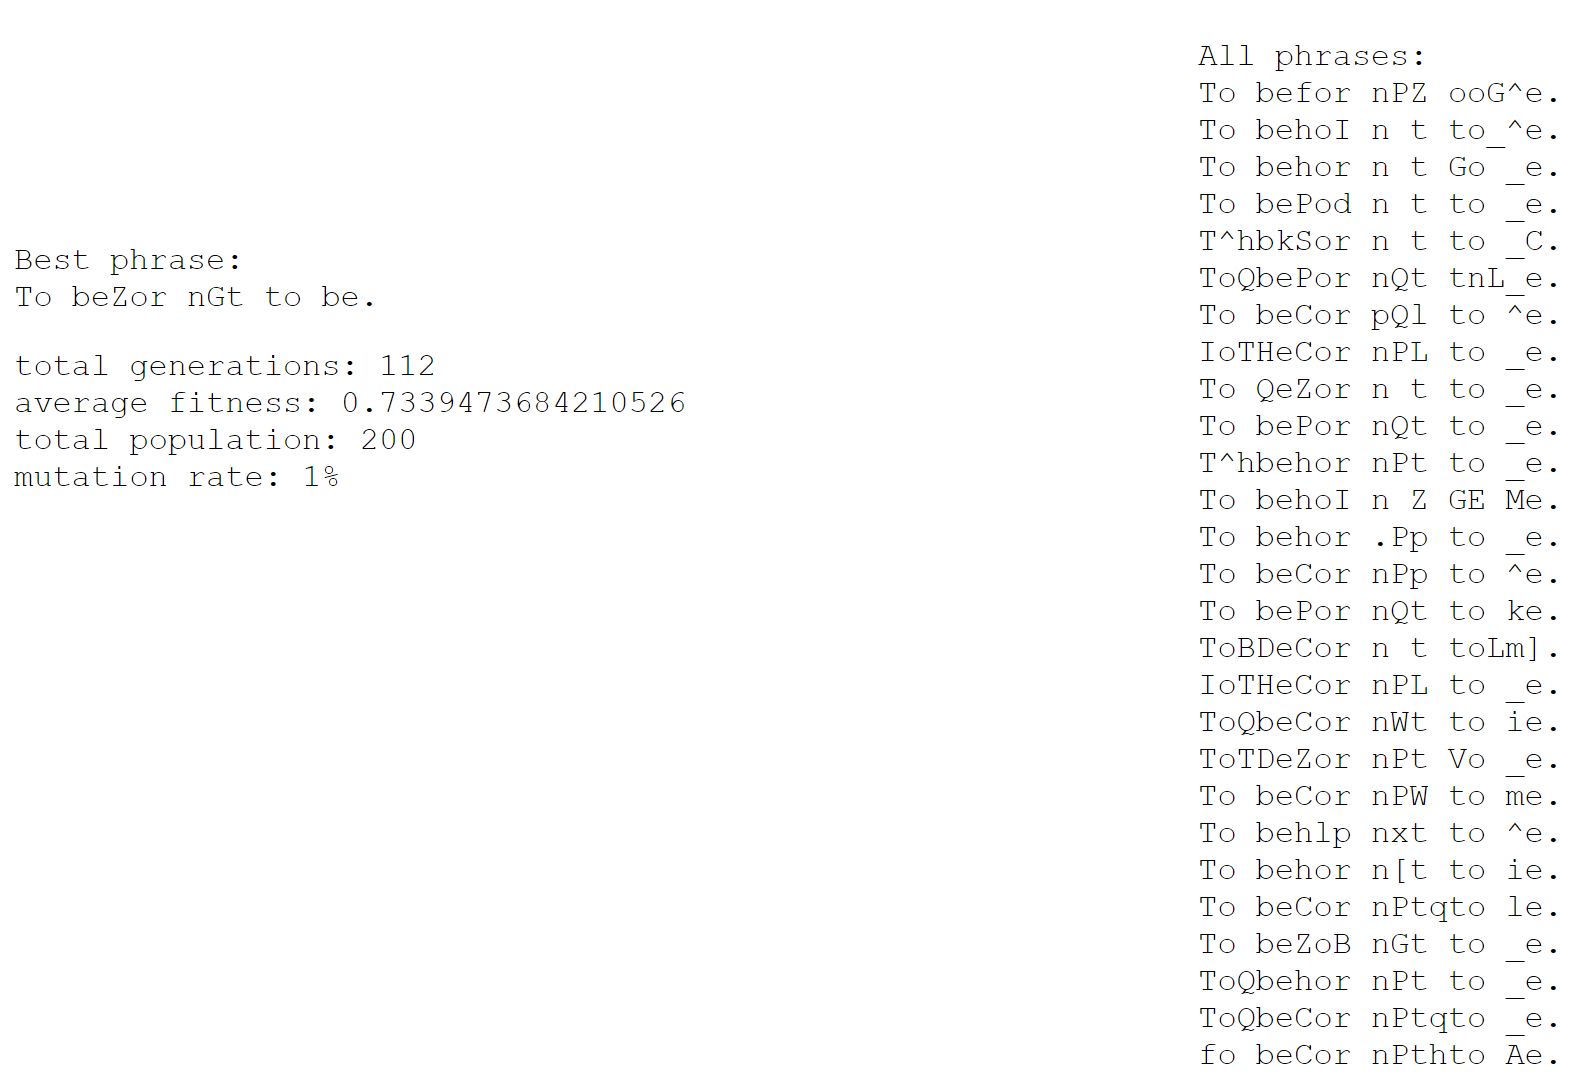 Best phrase:
To beZor nGt to be.
total generations: 112
average fitness: 0.7339473684210526
total population: 200
mutation rate: 1%
All phrases:
To befor nPZ ooG^e.
To behoI n t to_^e.
To behor n t Go _e.
To bePod n t to _e.
T^hbkSor n t to _C.
ToQbePor nQt tnL_e.
To beCor pQl to ^e.
IoTHeCor nPL to _e.
To QeZor n t to _e.
To bePor nQt to _e.
T^hbehor nPt to _e.
To behoI n Z GE Me.
To behor .Pp to _e.
To beCor nPp to ^e.
To bePor nQt to ke.
ToBDeCor n t toLm].
IoTHeCor nPL to _e.
ToQbeCor nWt to ie.
ToTDeZor nPt Vo _e.
To beCor nPW to me.
To behlp nxt to ^e.
To behor n[t to ie.
To beCor nPtqto le.
To beZoB nGt to _e.
ToQbehor nPt to _e.
ToQbeCor nPtqto _e.
fo beCor nPthto Ae.